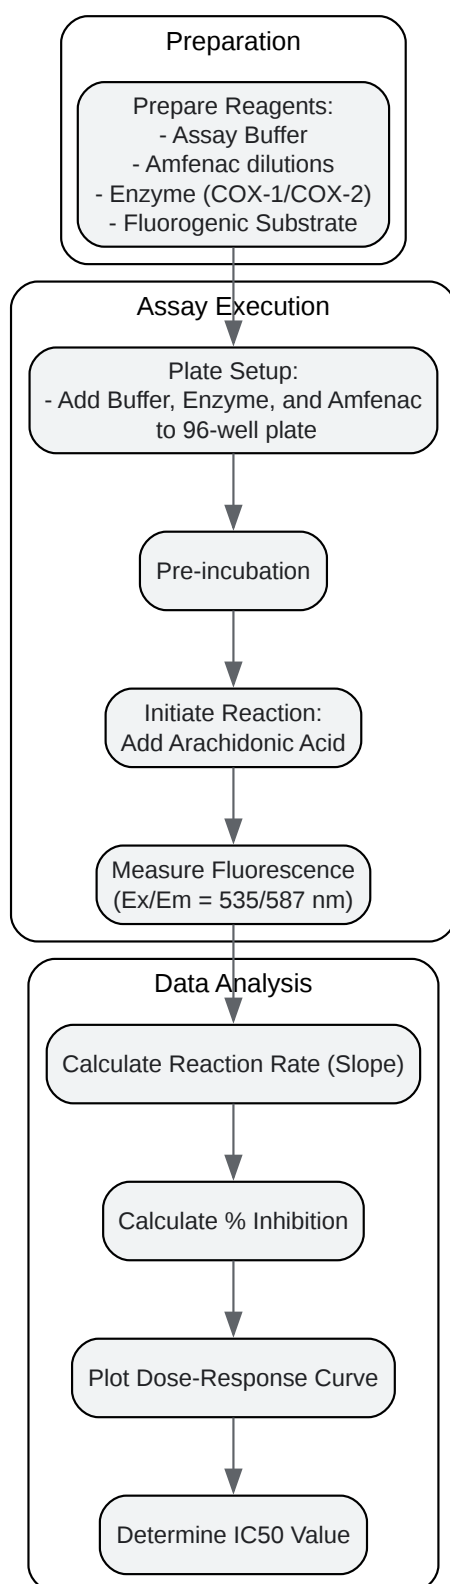 Preparation
Prepare Reagents:
- Assay Buffer
- Amfenac dilutions
- Enzyme (COX-1/COX-2)
- Fluorogenic Substrate
Assay Execution
Plate Setup:
- Add Buffer, Enzyme, and Amfenac
to 96-well plate
Pre-incubation
Initiate Reaction:
Add Arachidonic Acid
Measure Fluorescence
(Ex/Em = 535/587 nm)
Data Analysis
Calculate Reaction Rate (Slope)
Calculate % Inhibition
Plot Dose-Response Curve
Determine IC50 Value